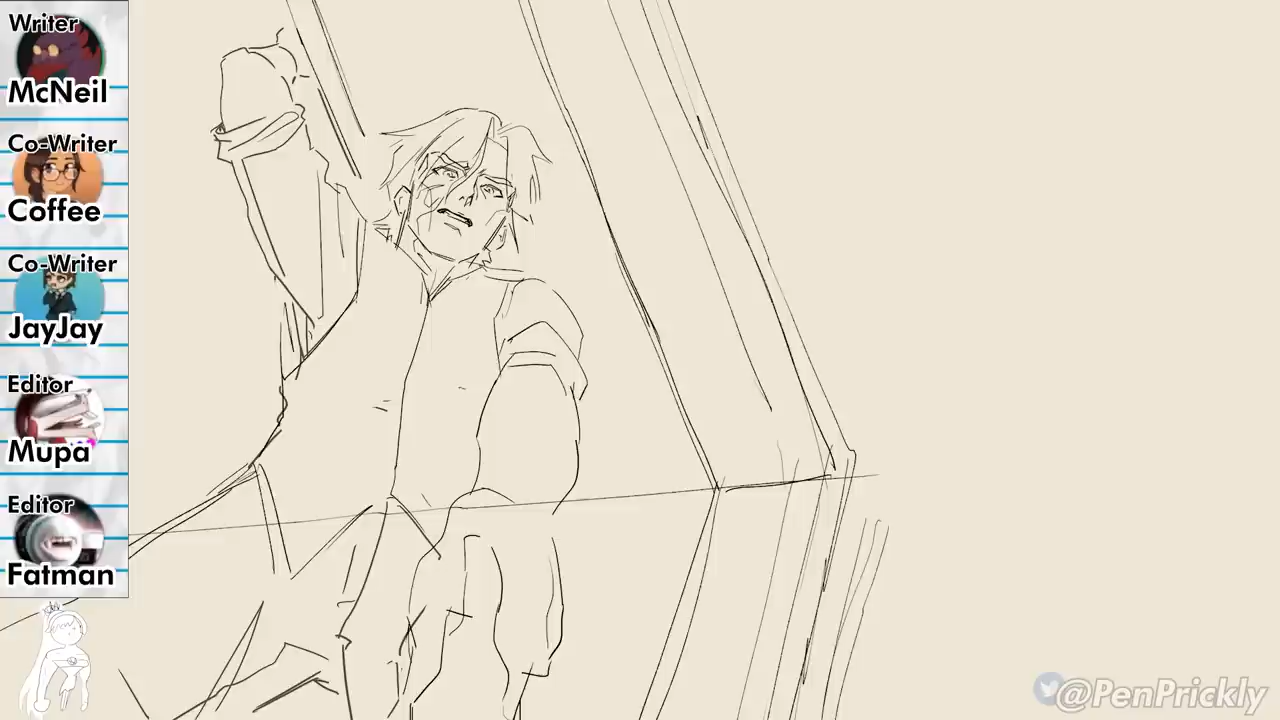 Writer
McNeil
Co-Writer
Coffee
Co-Writer
JayJay
Editor
Mupa
Editor
Fatman
@PenPrickly